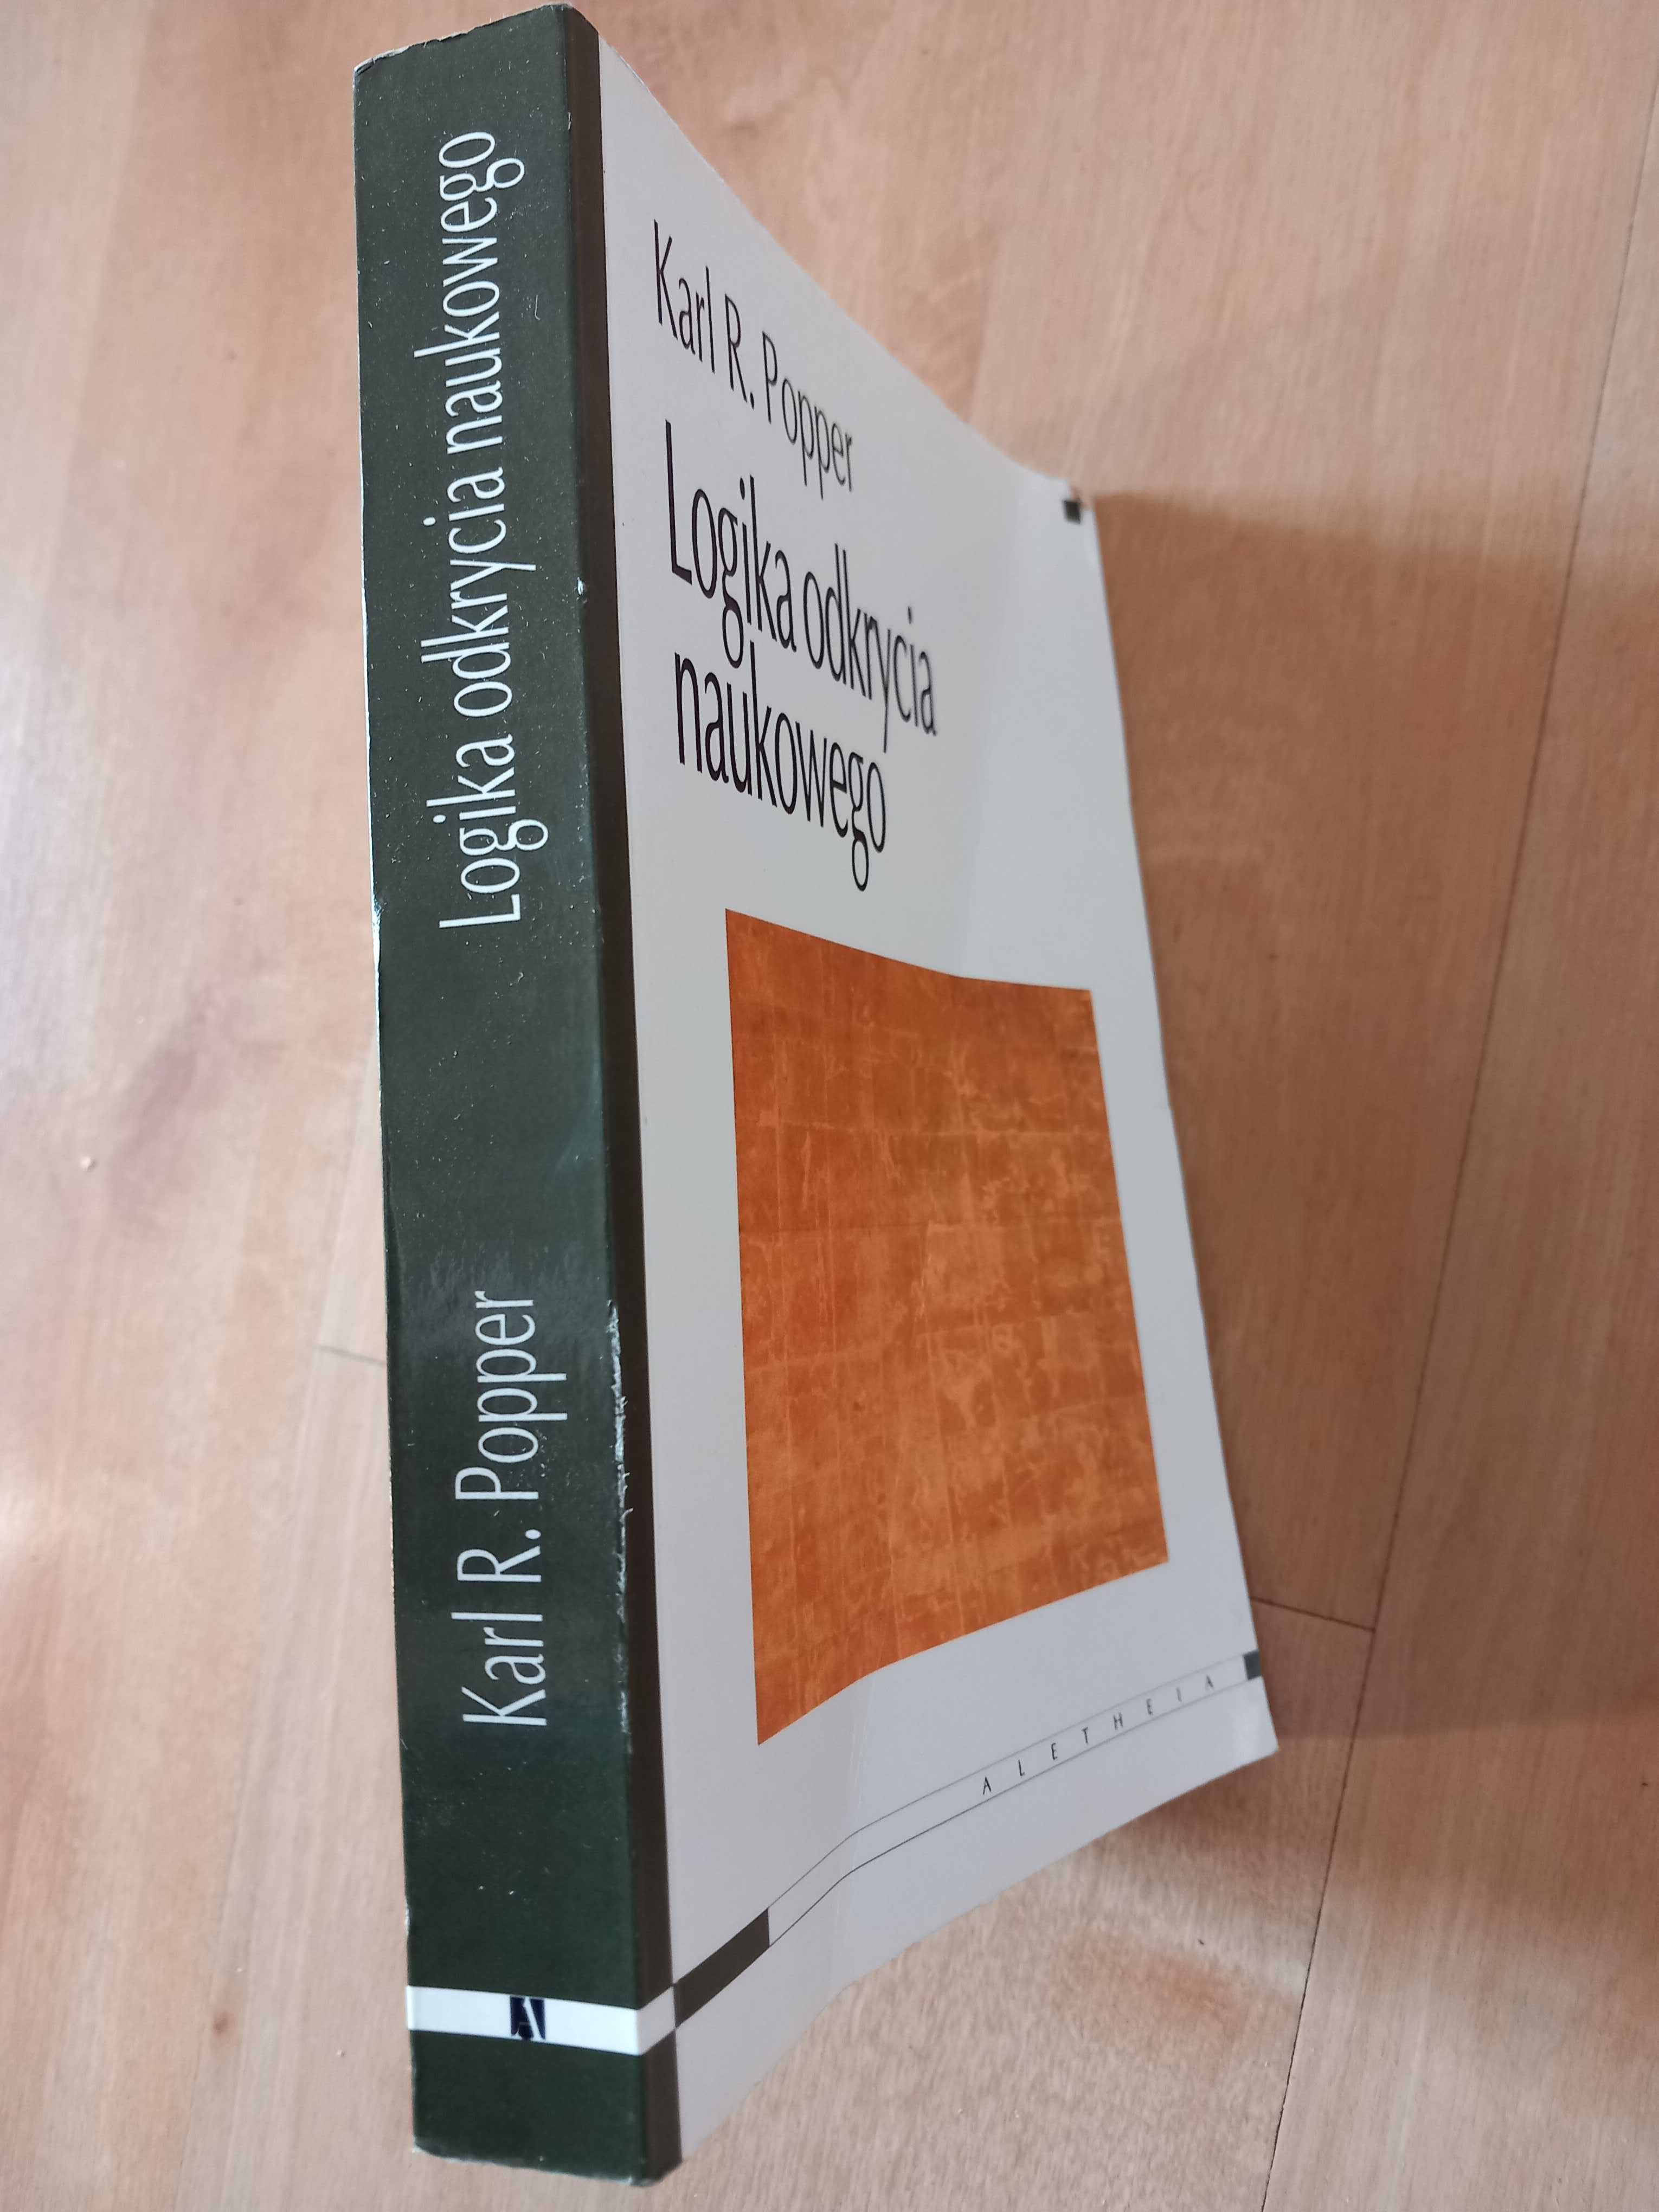 Karl R. Popper
Logika odkrycia naukowego
Karl R. Popper
Logika odkrycia
naukowego
ALETHEIA
A